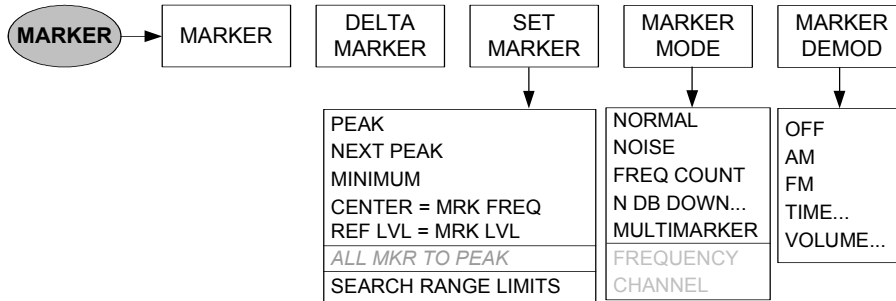 MARKER
MARKER
DELTA
MARKER
SET
MARKER
MARKER
MODE
MARKER
DEMOD
PEAK
NEXT PEAK
MINIMUM
CENTER = MRK FREQ
REF LVL = MRK LVL
ALL MKR TO PEAK
SEARCH RANGE LIMITS
NORMAL
NOISE
FREQ COUNT
N DB DOWN...
MULTIMARKER
FREQUENCY
CHANNEL
OFF
AM
FM
TIME...
VOLUME...